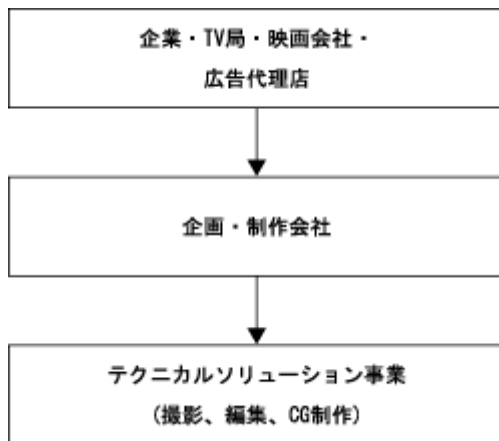 企業・TV局・映画会社・
広告代理店
企画・制作会社
テクニカルソリューション事業
(撮影、編集、CG制作)